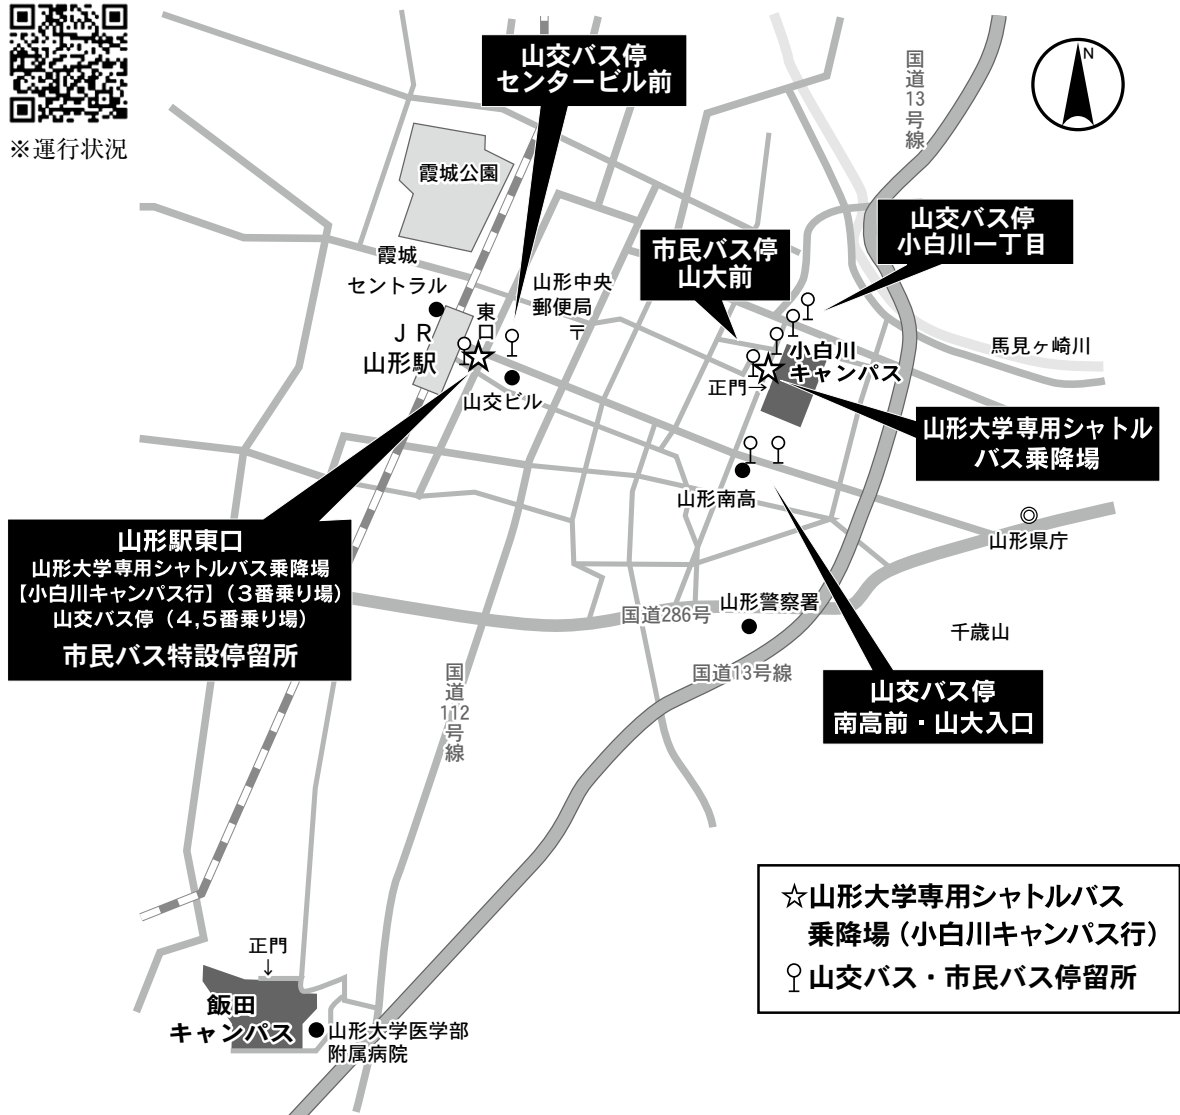 ※運行状況
山交バス停
センタービル前
国道13号線
N
霞城公園
山交バス停
小白川一丁目
市民バス停
山大前
霞城
セントラル
山形中央
郵便局
〒
東口
JR
山形駅
山交ビル
小白川
キャンパス
正門→
馬見ヶ崎川
山形大学専用シャトル
バス乗降場
山形南高
山形県庁
山形駅東口
山形大学専用シャトルバス乗降場
【小白川キャンパス行】（3番乗り場）
山交バス停（4,5番乗り場）
市民バス特設停留所
国道286号
山形警察署
千歳山
国道13号線
国道112号線
山交バス停
南高前・山大入口
☆山形大学専用シャトルバス
乗降場（小白川キャンパス行）
山交バス・市民バス停留所
正門
↓
飯田
キャンパス
山形大学医学部
附属病院